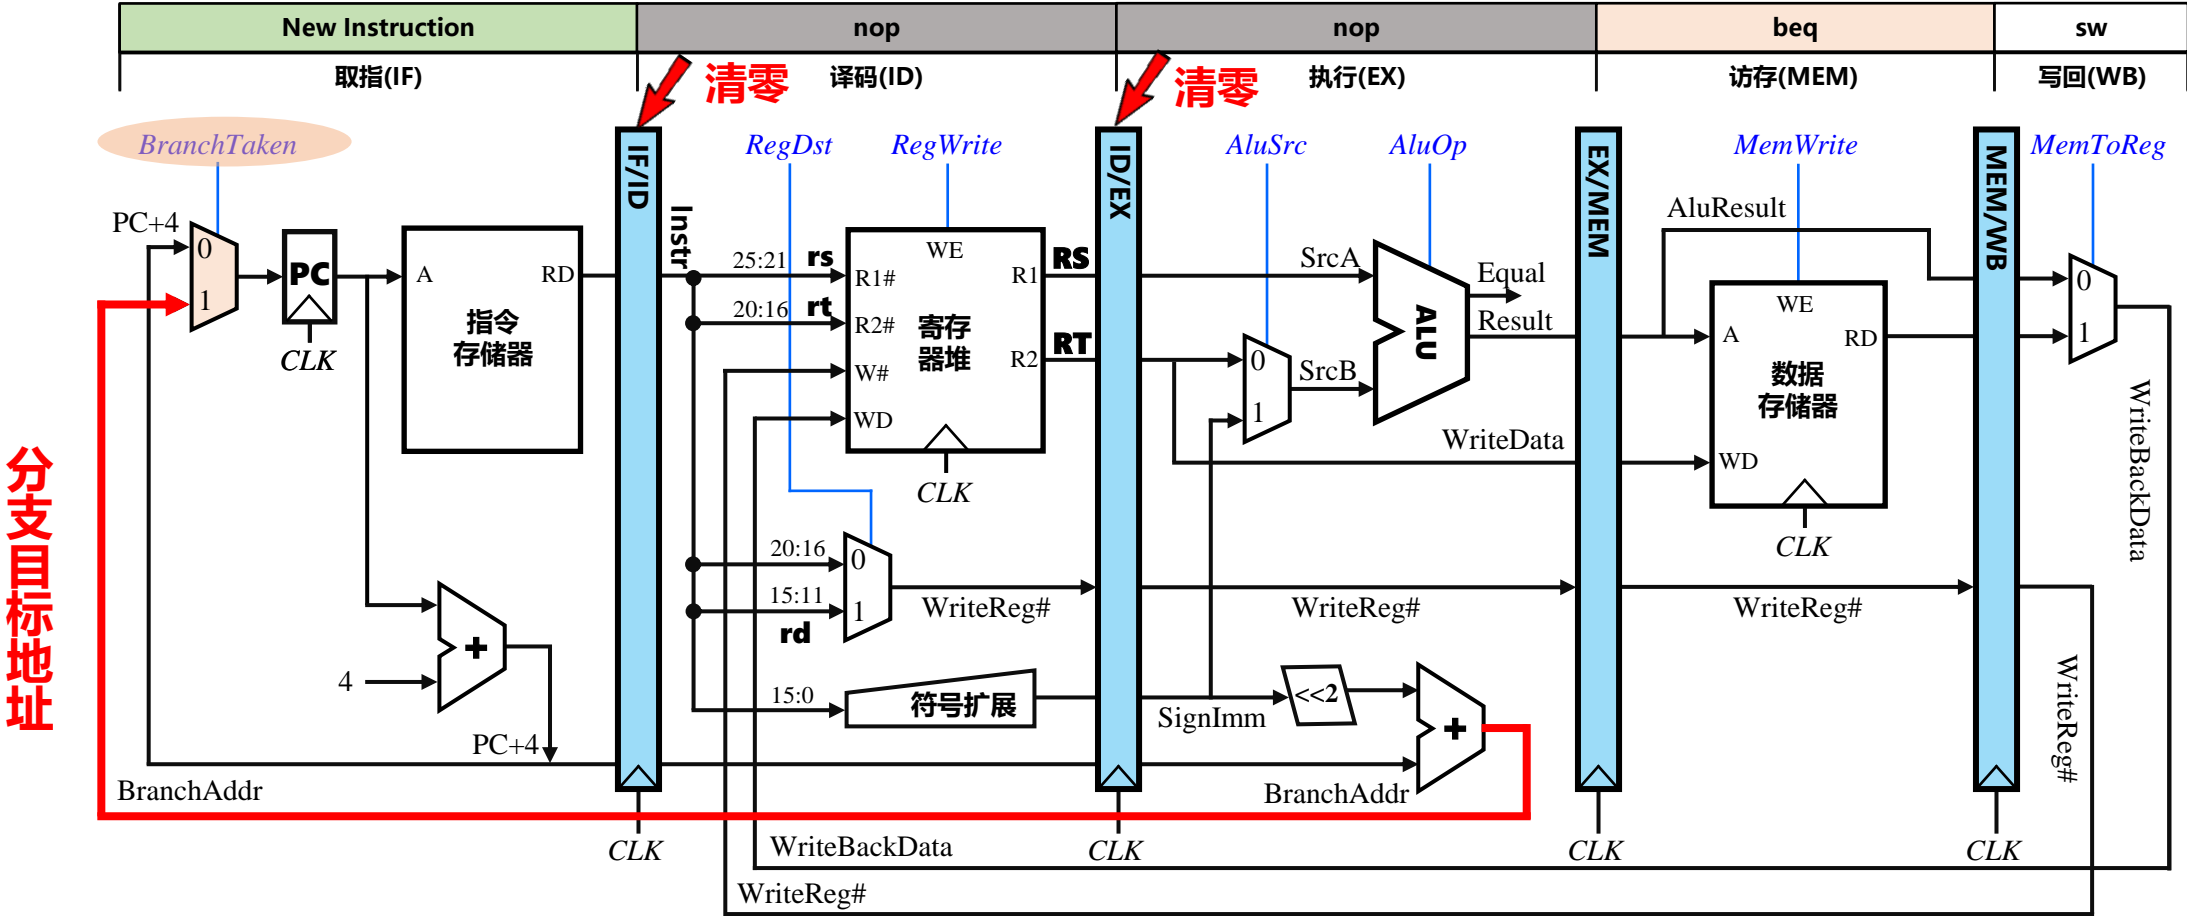 New Instruction
nop
nop
beq
sw
取指(IF)
清零
译码(ID)
清零
执行(EX)
访存(MEM)
写回(WB)
BranchTaken
RegDst
RegWrite
AluSrc
AluOp
MemWrite
MemToReg
IF/ID
ID/EX
EX/MEM
MEM/WB
PC+4
0
1
PC
CLK
A
RD
指令
存储器
4
+
PC+4
BranchAddr
分支目标地址
Instr
25:21
rs
20:16
rt
R1#
R2#
W#
WD
WE
R1
R2
寄存
器堆
CLK
RS
RT
20:16
15:11
rd
0
1
WriteReg#
15:0
符号扩展
SignImm
<<2
+
BranchAddr
0
1
SrcA
SrcB
ALU
Equal
Result
WriteData
WriteReg#
AluResult
WE
A
RD
数据
存储器
WD
CLK
WriteReg#
0
1
WriteBackData
WriteReg#
CLK
CLK
CLK
CLK
WriteBackData
WriteReg#